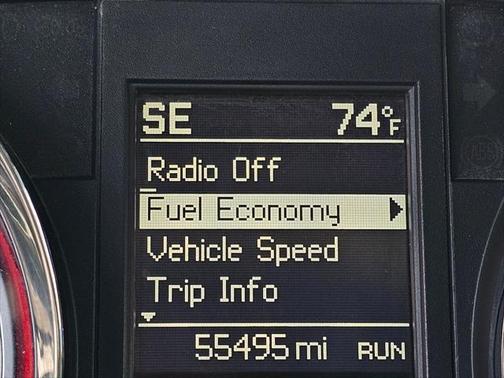 SE 74°F
Radio Off
Fuel Economy
Vehicle Speed
Trip Info
55495 mi RUN